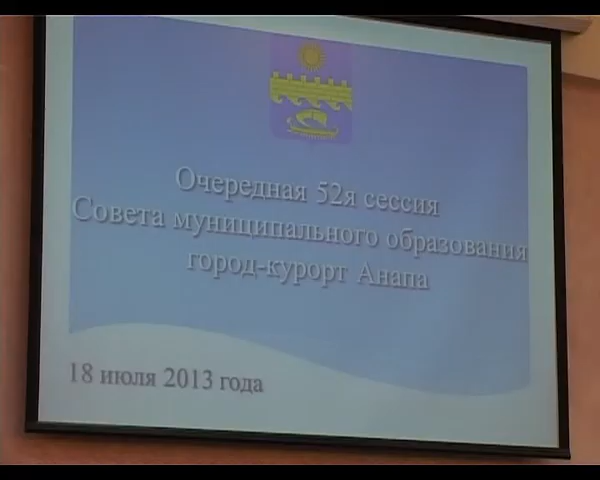 Очередная 52я сессия
Совета муниципального образования
город-курорт Анапа
18 июля 2013 года